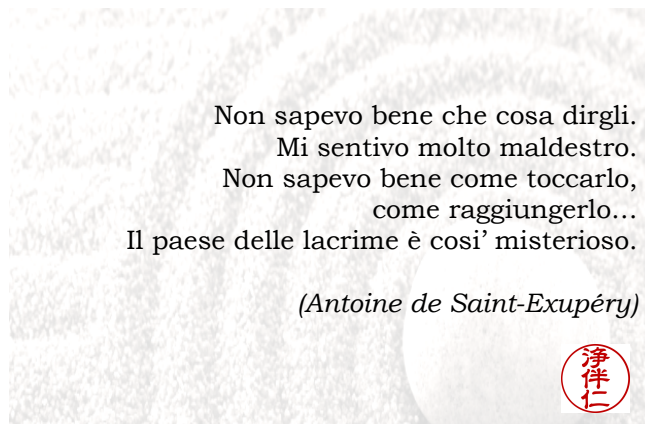 Non sapevo bene che cosa dirgli.
Mi sentivo molto maldestro.
Non sapevo bene come toccarlo,
come raggiungerlo...
Il paese delle lacrime è cosi' misterioso.
(Antoine de Saint-Exupéry)
浄
伴
仁